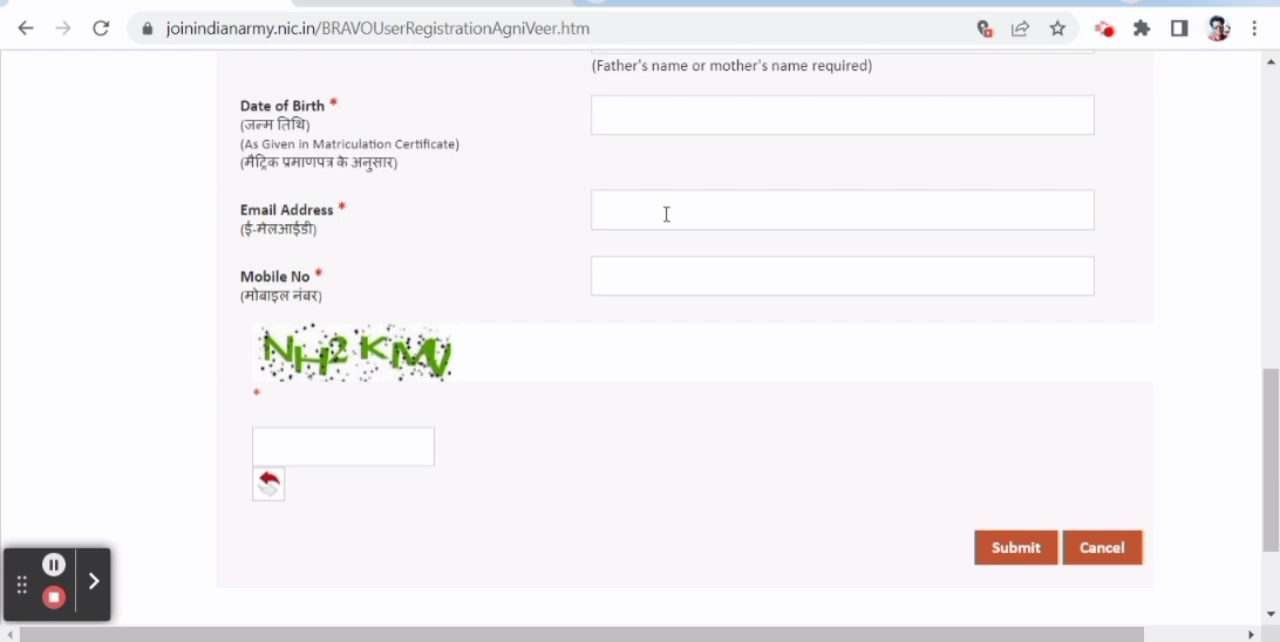 joinindianarmy.nic.in/BRAVOUserRegistrationAgniVeer.htm
(Father's name or mother's name required)
Date of Birth *
(जन्म तिथि)
(As Given in Matriculation Certificate)
(मैट्रिक प्रमाणपत्र के अनुसार)
Email Address *
(ई-मेलआईडी)
Mobile No *
(मोबाइल नंबर)
NH2KMV
*
Submit Cancel